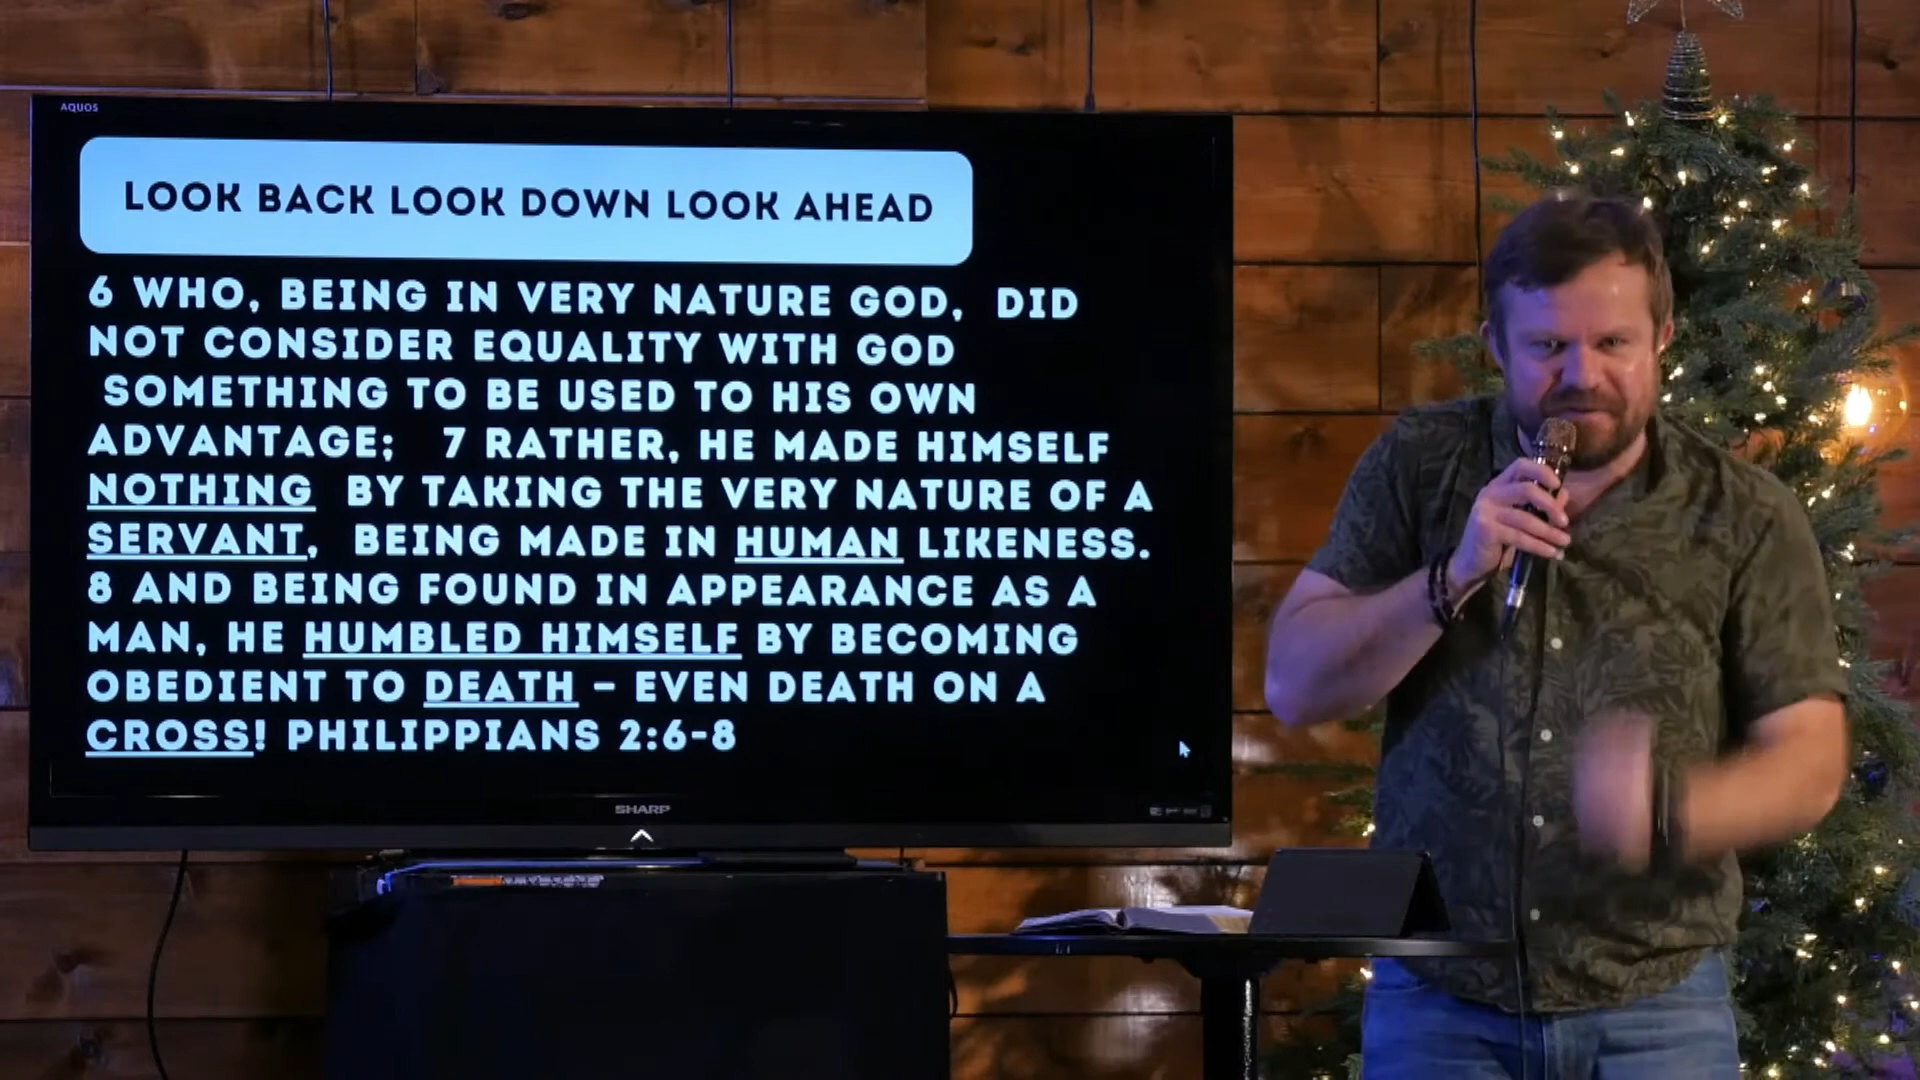 AQUOS
LOOK BACK LOOK DOWN LOOK AHEAD
6 WHO, BEING IN VERY NATURE GOD, DID
NOT CONSIDER EQUALITY WITH GOD
SOMETHING TO BE USED TO HIS OWN
ADVANTAGE; 7 RATHER, HE MADE HIMSELF
NOTHING BY TAKING THE VERY NATURE OF A
SERVANT, BEING MADE IN HUMAN LIKENESS.
8 AND BEING FOUND IN APPEARANCE AS A
MAN, HE HUMBLED HIMSELF BY BECOMING
OBEDIENT TO DEATH – EVEN DEATH ON A
CROSS! PHILIPPIANS 2:6-8
SHARP